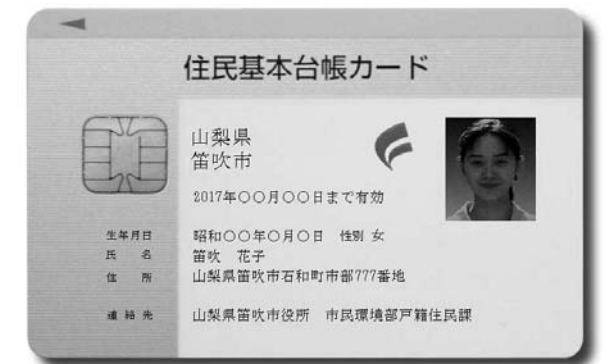 住民基本台帳カード
山梨県
笛吹市
2017年○○月○○日まで有効
生年月日 昭和○○年○月○日 性別 女
氏名 笛吹 花子
住所 山梨県笛吹市石和町市部777番地
連絡先 山梨県笛吹市役所 市民環境部戸籍住民課